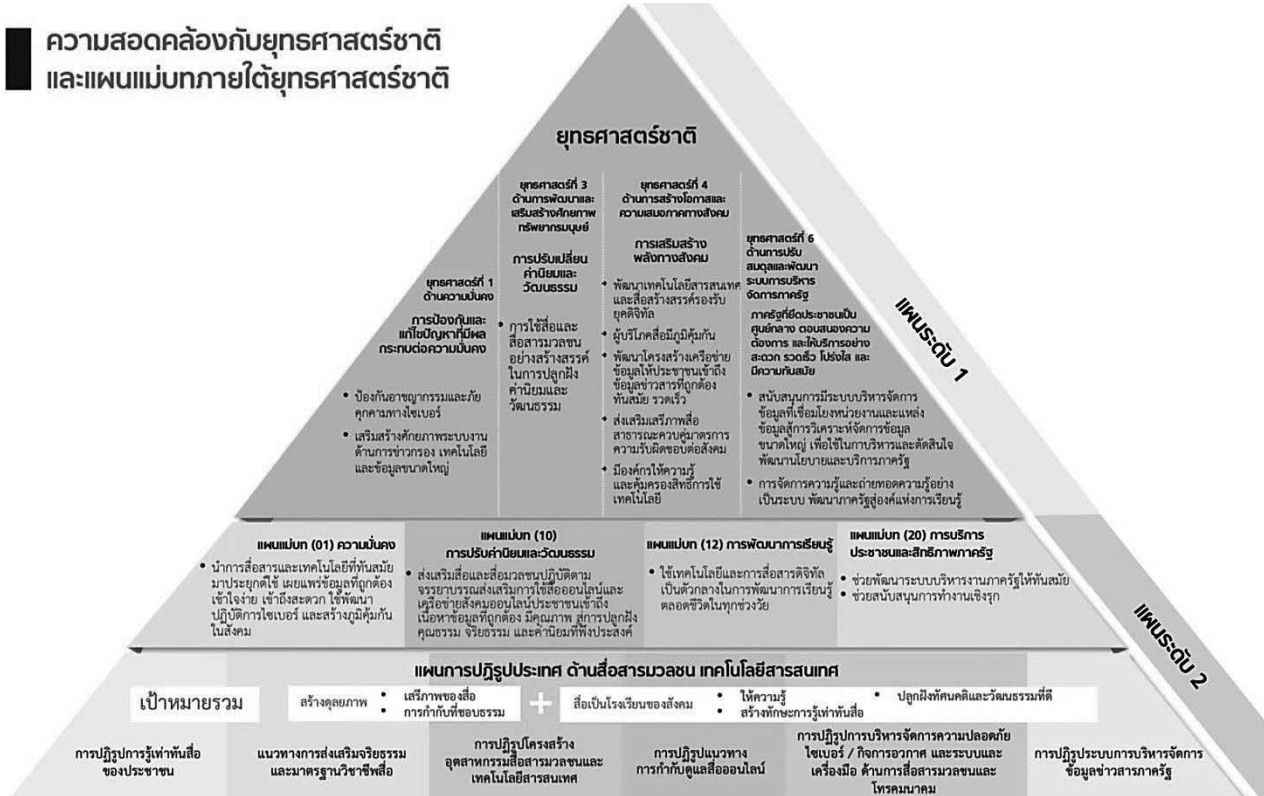 ความสอดคล้องกับยุทธศาสตร์ชาติ
และแผนแม่บทภายใต้ยุทธศาสตร์ชาติ
ยุทธศาสตร์ชาติ
ยุทธศาสตร์ที่ 1
ด้านความมั่นคง
การป้องกันและ
แก้ไขปัญหาที่มีผล
กระทบต่อความมั่นคง
• ป้องกันอาชญากรรมและภัย
คุกคามทางไซเบอร์
• เสริมสร้างศักยภาพระบบงาน
ด้านการข่าวกรอง เทคโนโลยี
และข้อมูลขนาดใหญ่
ยุทธศาสตร์ที่ 3
ด้านการพัฒนาและ
เสริมสร้างศักยภาพ
ทรัพยากรมนุษย์
การปรับเปลี่ยน
ค่านิยมและ
วัฒนธรรม
• การใช้สื่อและ
สื่อสารมวลชน
อย่างสร้างสรรค์
ในการปลูกฝัง
ค่านิยมและ
วัฒนธรรม
ยุทธศาสตร์ที่ 4
ด้านการสร้างโอกาสและ
ความเสมอภาคทางสังคม
การเสริมสร้าง
พลังทางสังคม
• พัฒนาเทคโนโลยีสารสนเทศ
และสื่อสร้างสรรค์รองรับ
ยุคดิจิทัล
• ผู้บริโภคสื่อมีภูมิคุ้มกัน
• พัฒนาโครงสร้างเครือข่าย
ข้อมูลให้ประชาชนเข้าถึง
ข้อมูลข่าวสารที่ถูกต้อง
ทันสมัย รวดเร็ว
• ส่งเสริมเสรีภาพสื่อ
สาธารณะควบคู่มาตรการ
ความรับผิดชอบต่อสังคม
• มีองค์กรให้ความรู้
และคุ้มครองสิทธิ์การใช้
เทคโนโลยี
ยุทธศาสตร์ที่ 6
ด้านการปรับ
สมดุลและพัฒนา
ระบบการบริหาร
จัดการภาครัฐ
ภาครัฐที่ยึดประชาชนเป็น
ศูนย์กลาง ตอบสนองความ
ต้องการ และให้บริการอย่าง
สะดวก รวดเร็ว โปร่งใส และ
มีความทันสมัย
• สนับสนุนการมีระบบบริหารจัดการ
ข้อมูลที่เชื่อมโยงหน่วยงานและแหล่ง
ข้อมูลสู่การวิเคราะห์จัดการข้อมูล
ขนาดใหญ่ เพื่อใช้ในกาบริหารและตัดสินใจ
พัฒนานโยบายและบริการภาครัฐ
• การจัดการความรู้และถ่ายทอดความรู้อย่าง
เป็นระบบ พัฒนาภาครัฐสู่องค์แห่งการเรียนรู้
แผนระดับ 1
แผนแม่บท (01) ความมั่นคง
• นำการสื่อสารและเทคโนโลยีที่ทันสมัย
มาประยุกต์ใช้ เผยแพร่ข้อมูลที่ถูกต้อง
เข้าใจง่าย เข้าถึงสะดวก ใช้พัฒนา
ปฏิบัติการไซเบอร์ และสร้างภูมิคุ้มกัน
ในสังคม
แผนแม่บท (10)
การปรับค่านิยมและวัฒนธรรม
• ส่งเสริมสื่อและสื่อมวลชนปฏิบัติตาม
จรรยาบรรณส่งเสริมการใช้สื่อออนไลน์และ
เครือข่ายสังคมออนไลน์ประชาชนเข้าถึง
เนื้อหาข้อมูลที่ถูกต้อง มีคุณภาพ สู่การปลูกฝัง
คุณธรรม จริยธรรม และค่านิยมที่พึงประสงค์
แผนแม่บท (12) การพัฒนาการเรียนรู้
• ใช้เทคโนโลยีและการสื่อสารดิจิทัล
เป็นตัวกลางในการพัฒนาการเรียนรู้
ตลอดชีวิตในทุกช่วงวัย
แผนแม่บท (20) การบริการ
ประชาชนและสิทธิภาพภาครัฐ
• ช่วยพัฒนาระบบบริหารงานภาครัฐให้ทันสมัย
• ช่วยสนับสนุนการทำงานเชิงรุก
แผนระดับ 2
แผนการปฏิรูปประเทศ ด้านสื่อสารมวลชน เทคโนโลยีสารสนเทศ
เป้าหมายรวม
สร้างดุลยภาพ
• เสรีภาพของสื่อ
• การกำกับที่ชอบธรรม
+
สื่อเป็นโรงเรียนของสังคม
• ให้ความรู้
• สร้างทักษะการรู้เท่าทันสื่อ
• ปลูกฝังทัศนคติและวัฒนธรรมที่ดี
การปฏิรูปการรู้เท่าทันสื่อ
ของประชาชน
แนวทางการส่งเสริมจริยธรรม
และมาตรฐานวิชาชีพสื่อ
การปฏิรูปโครงสร้าง
อุตสาหกรรมสื่อสารมวลชนและ
เทคโนโลยีสารสนเทศ
การปฏิรูปแนวทาง
การกำกับดูแลสื่อออนไลน์
การปฏิรูปการบริหารจัดการความปลอดภัย
ไซเบอร์ / กิจการอวกาศ และระบบและ
เครื่องมือ ด้านการสื่อสารมวลชนและ
โทรคมนาคม
การปฏิรูประบบการบริหารจัดการ
ข้อมูลข่าวสารภาครัฐ